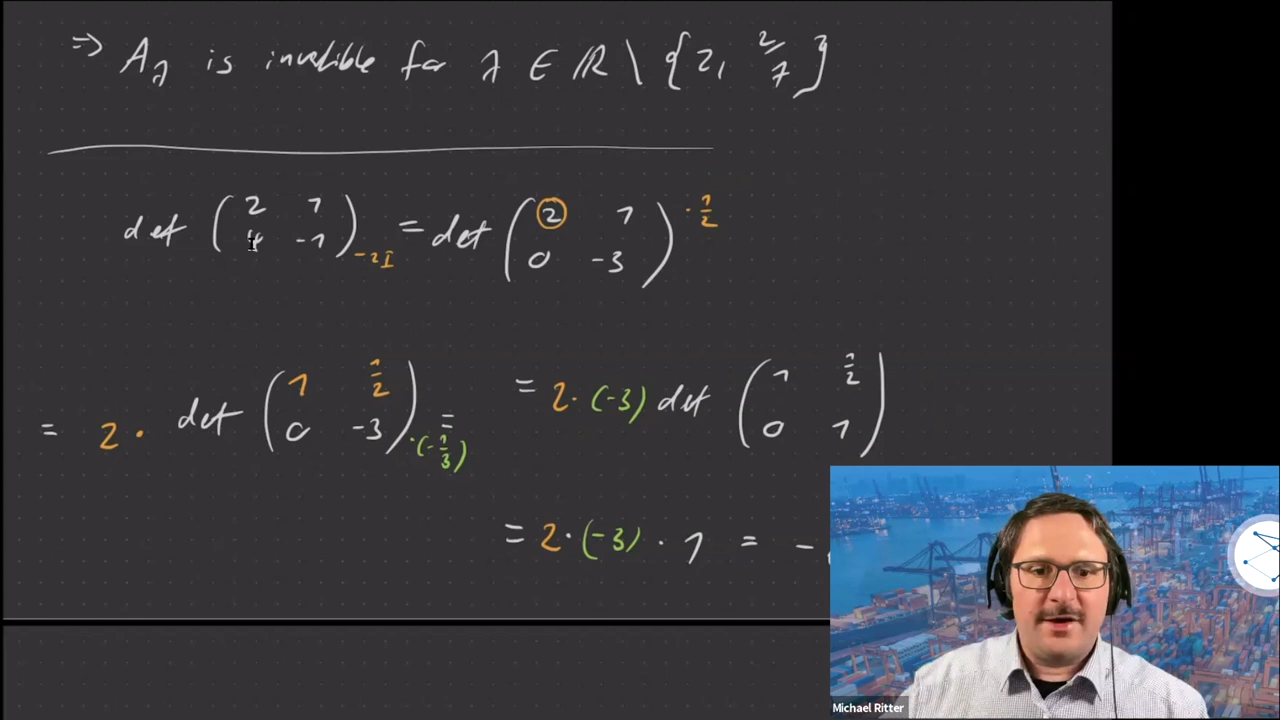 => A_λ is invertible for λ ∈ ℝ \ {2, 2/7}
det ( 2 1 ; 4 -1 ) -2I = det ( 2 1 ; 0 -3 ) · 1/2
= 2 · det ( 1 1/2 ; 0 -3 ) · (-1/3) = = 2 · (-3) det ( 1 1/2 ; 0 1 )
= 2 · (-3) · 1 = -
Michael Ritter